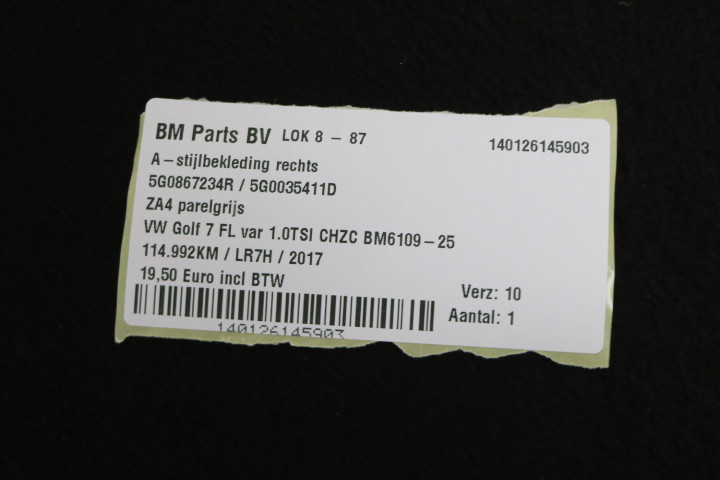 BM Parts BV LOK 8 - 87
140126145903
A-stijlbekleding rechts
5G0867234R / 5G0035411D
ZA4 parelgrijs
VW Golf 7 FL var 1.0TSI CHZC BM6109-25
114.992KM / LR7H / 2017
19,50 Euro incl BTW
Verz: 10
Aantal: 1
140126145903